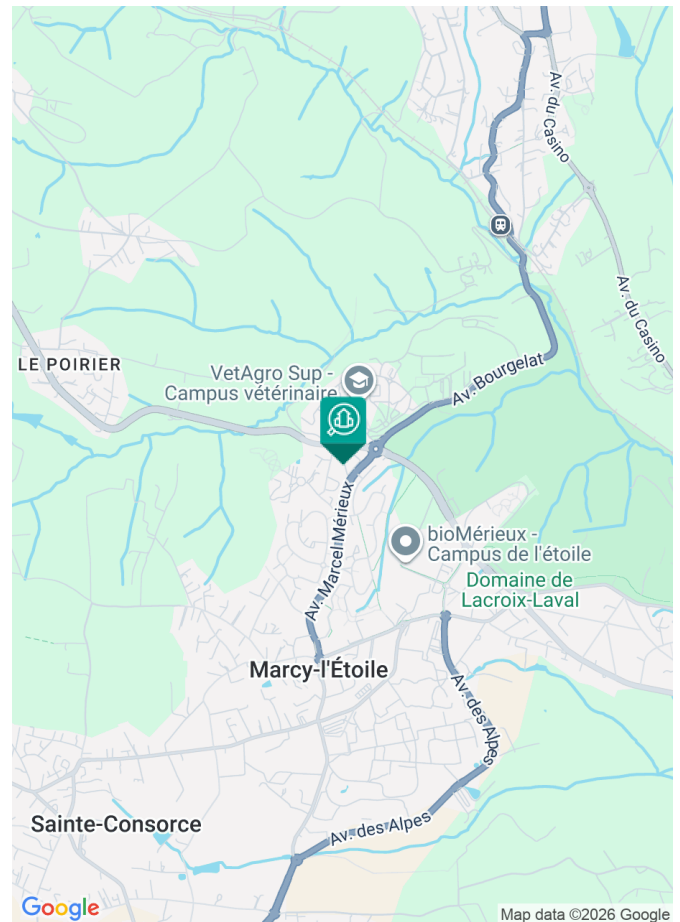 Av. du Casino
Av. du Casino
LE POIRIER
VetAgro Sup -
Campus vétérinaire
Av. Bourgelat
Av. Marcel Mérieux
bioMérieux -
Campus de l'étoile
Domaine de
Lacroix-Laval
Marcy-l'Étoile
Av. des Alpes
Sainte-Consorce
Av. des Alpes
Google
Map data ©2026 Google